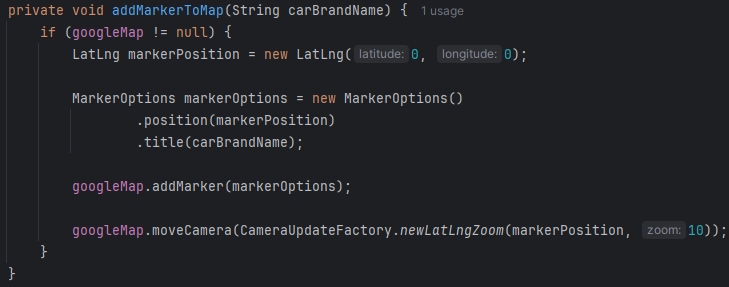 private void addMarkerToMap(String carBrandName) { 1 usage
if (googleMap != null) {
LatLng markerPosition = new LatLng( latitude: 0, longitude: 0);
MarkerOptions markerOptions = new MarkerOptions()
.position(markerPosition)
.title(carBrandName);
googleMap.addMarker(markerOptions);
googleMap.moveCamera(CameraUpdateFactory.newLatLngZoom(markerPosition, zoom: 10));
}
}